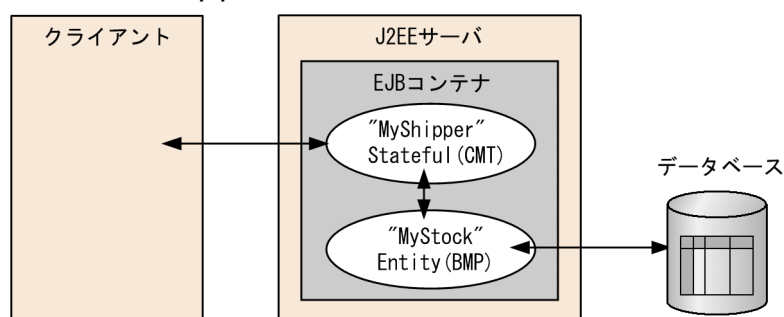 クライアント
J2EEサーバ
EJBコンテナ
"MyShipper"
Stateful(CMT)
データベース
"MyStock"
Entity(BMP)